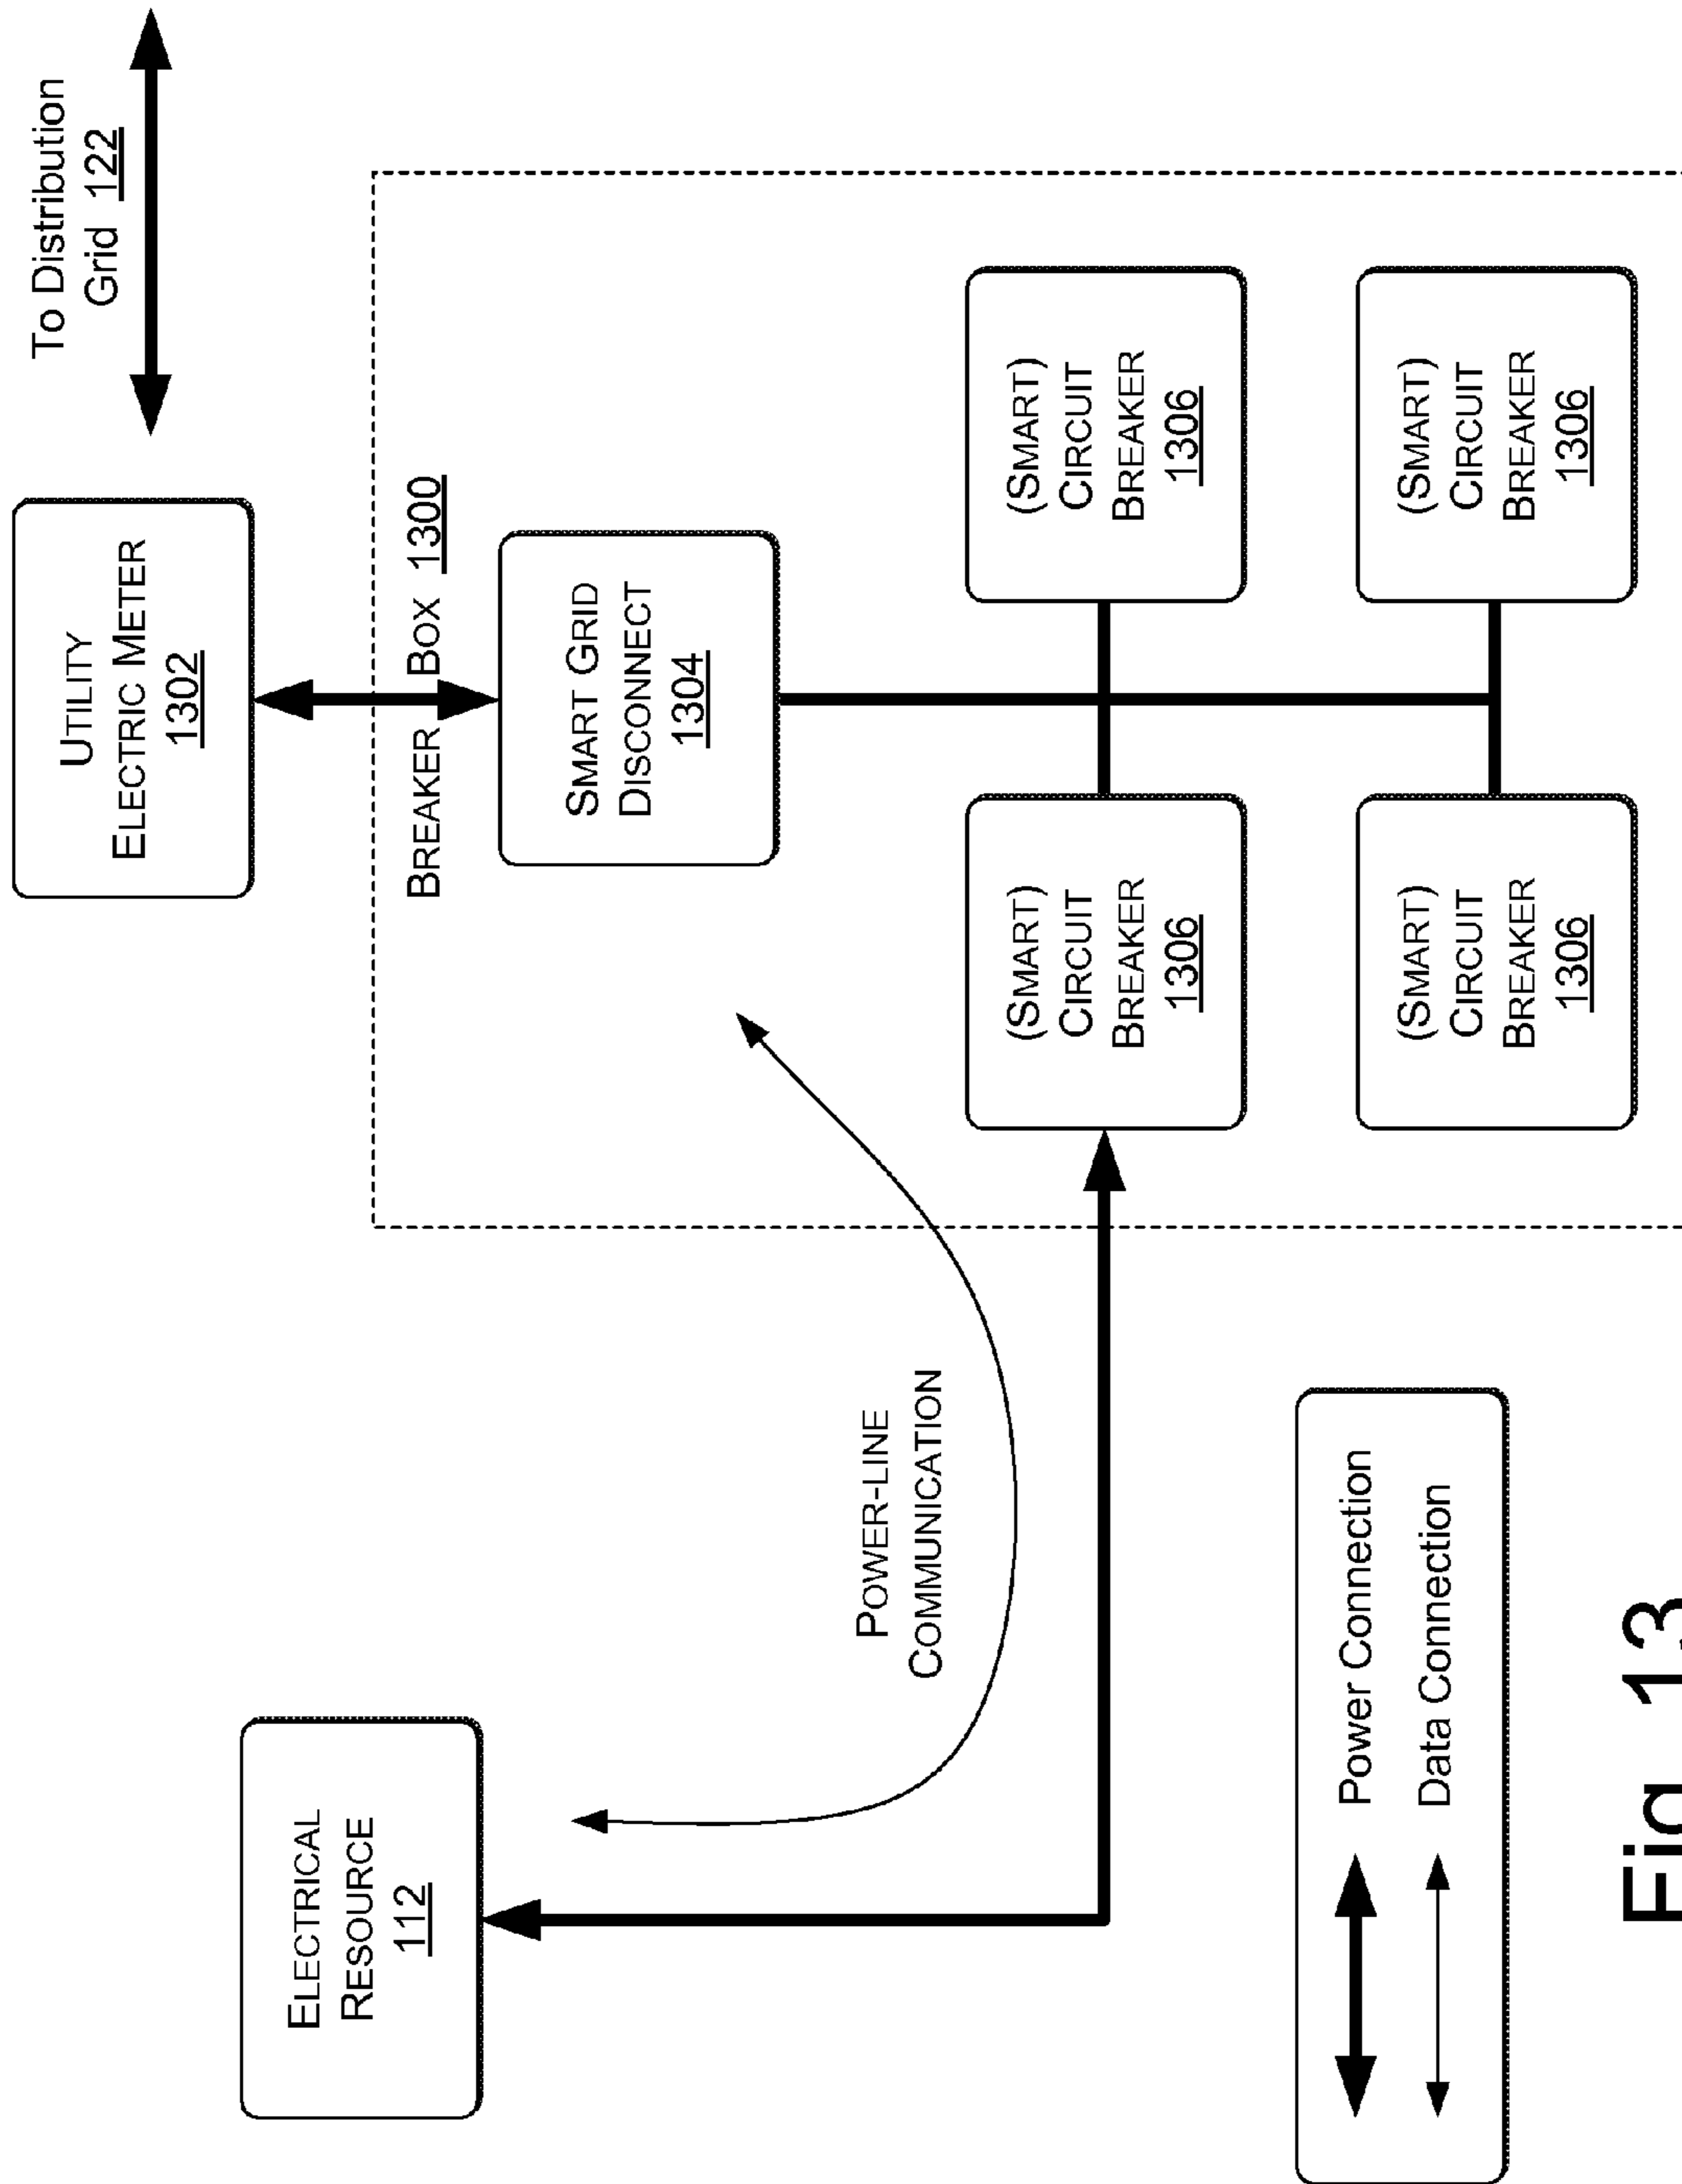 To Distribution
Grid 122
UTILITY
ELECTRIC METER
1302
BREAKER BOX 1300
SMART GRID
DISCONNECT
1304
ELECTRICAL
RESOURCE
112
POWER-LINE
COMMUNICATION
(SMART)
CIRCUIT
BREAKER
1306
(SMART)
CIRCUIT
BREAKER
1306
(SMART)
CIRCUIT
BREAKER
1306
(SMART)
CIRCUIT
BREAKER
1306
Power Connection
Data Connection
Fig. 13